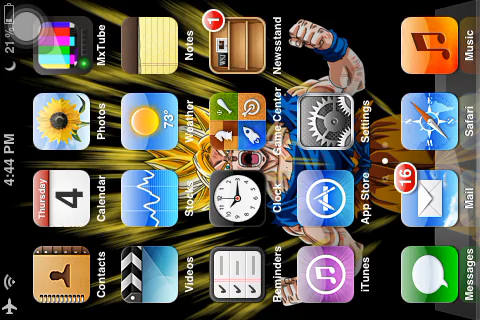 4:44 PM 21%
Thursday
4
Contacts Calendar Photos MxTube
73°
Videos Stocks Weather Notes
1
Reminders Clock Game Center Newsstand
iTunes App Store Settings
16
Messages Mail Safari Music